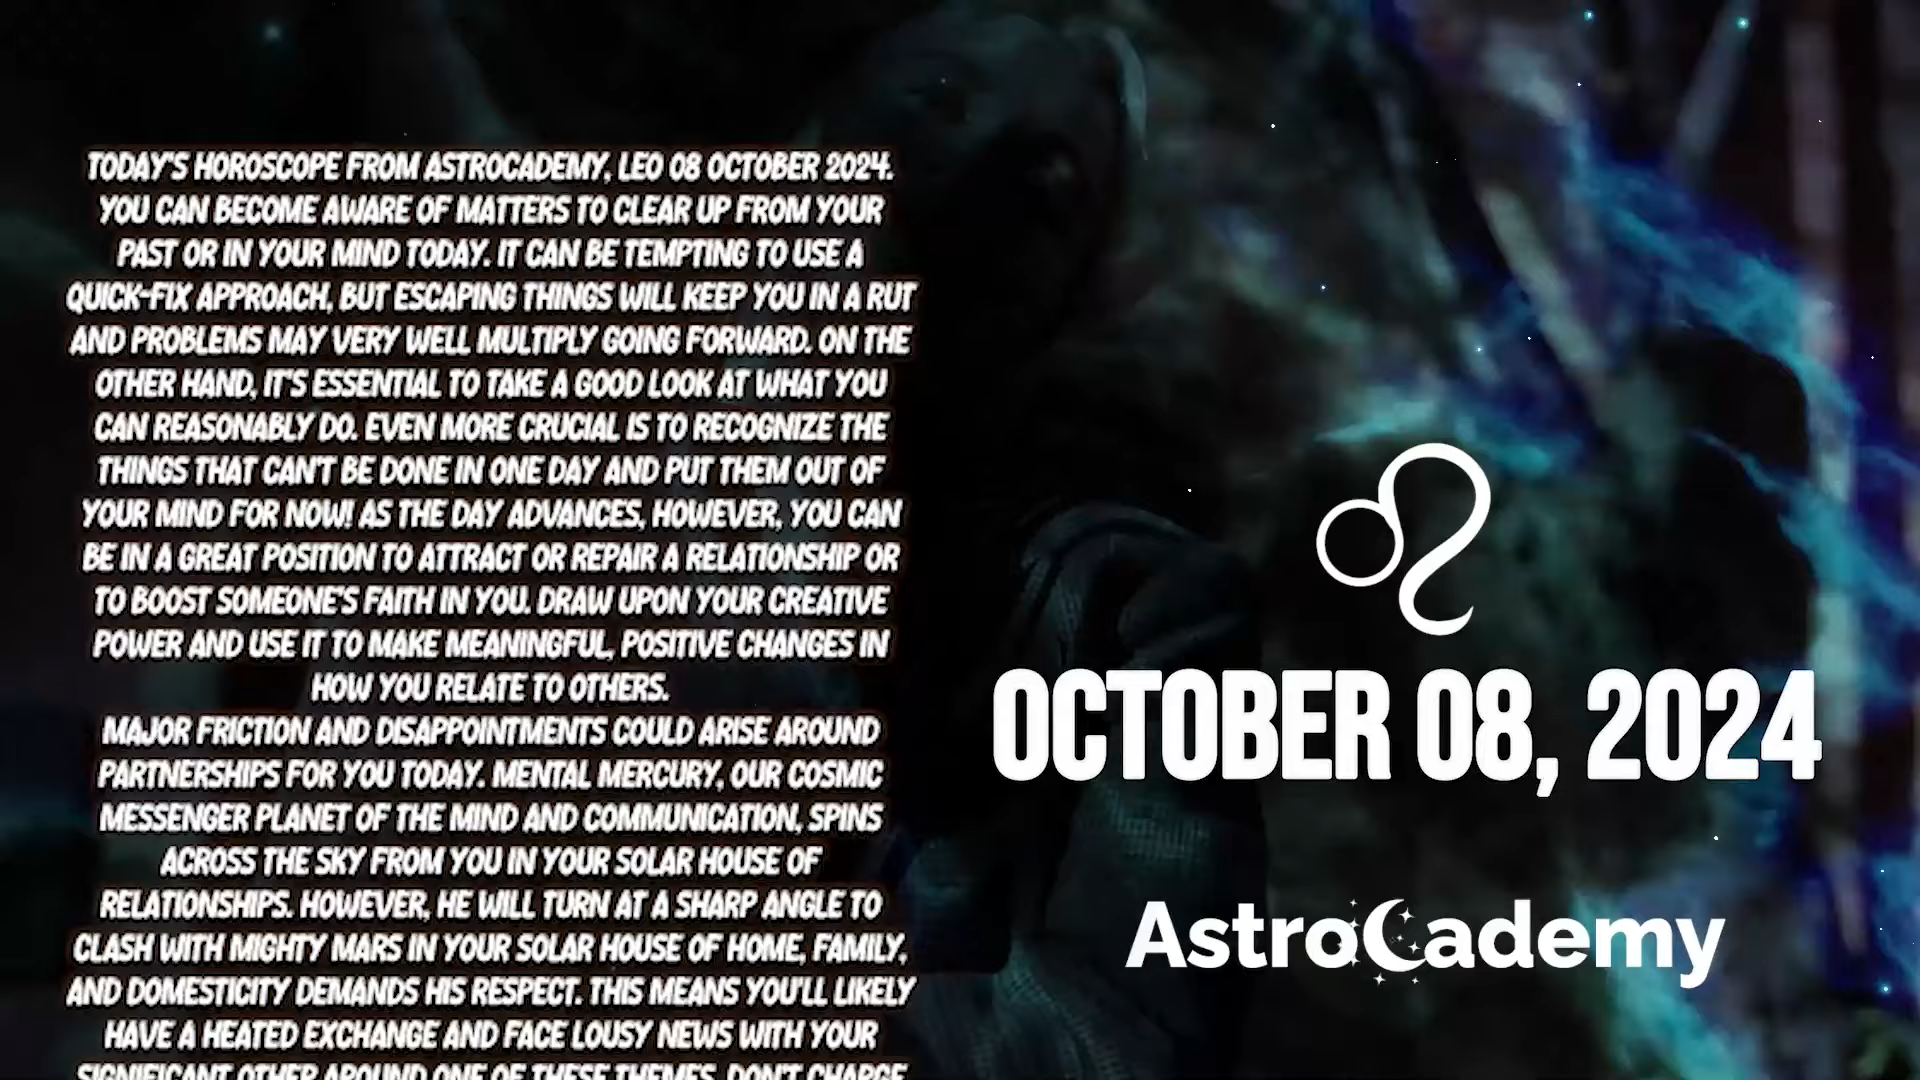 TODAY'S HOROSCOPE FROM ASTROCADEMY, LEO 08 OCTOBER 2024.
YOU CAN BECOME AWARE OF MATTERS TO CLEAR UP FROM YOUR
PAST OR IN YOUR MIND TODAY. IT CAN BE TEMPTING TO USE A
QUICK-FIX APPROACH, BUT ESCAPING THINGS WILL KEEP YOU IN A RUT
AND PROBLEMS MAY VERY WELL MULTIPLY GOING FORWARD. ON THE
OTHER HAND, IT'S ESSENTIAL TO TAKE A GOOD LOOK AT WHAT YOU
CAN REASONABLY DO. EVEN MORE CRUCIAL IS TO RECOGNIZE THE
THINGS THAT CAN'T BE DONE IN ONE DAY AND PUT THEM OUT OF
YOUR MIND FOR NOW! AS THE DAY ADVANCES, HOWEVER, YOU CAN
BE IN A GREAT POSITION TO ATTRACT OR REPAIR A RELATIONSHIP OR
TO BOOST SOMEONE'S FAITH IN YOU. DRAW UPON YOUR CREATIVE
POWER AND USE IT TO MAKE MEANINGFUL, POSITIVE CHANGES IN
HOW YOU RELATE TO OTHERS.
MAJOR FRICTION AND DISAPPOINTMENTS COULD ARISE AROUND
PARTNERSHIPS FOR YOU TODAY. MENTAL MERCURY, OUR COSMIC
MESSENGER PLANET OF THE MIND AND COMMUNICATION, SPINS
ACROSS THE SKY FROM YOU IN YOUR SOLAR HOUSE OF
RELATIONSHIPS. HOWEVER, HE WILL TURN AT A SHARP ANGLE TO
CLASH WITH MIGHTY MARS IN YOUR SOLAR HOUSE OF HOME, FAMILY,
AND DOMESTICITY DEMANDS HIS RESPECT. THIS MEANS YOU'LL LIKELY
HAVE A HEATED EXCHANGE AND FACE LOUSY NEWS WITH YOUR
SIGNIFICANT OTHER AROUND ONE OF THESE THEMES. DON'T CHARGE
OCTOBER 08, 2024
AstroCademy